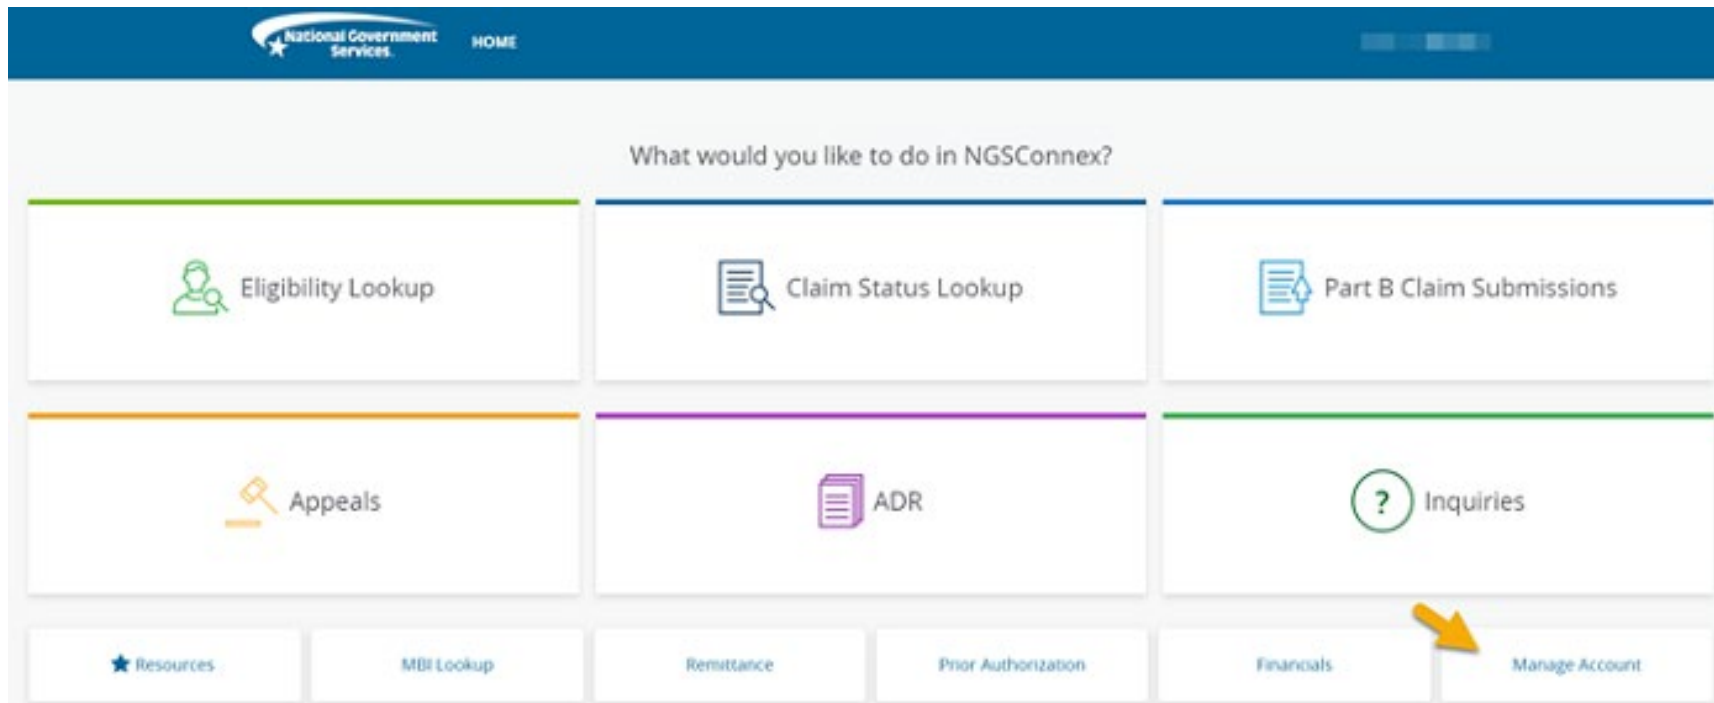 National Government
Services.
HOME
What would you like to do in NGSConnex?
Eligibility Lookup
Claim Status Lookup
Part B Claim Submissions
Appeals
ADR
?
Inquiries
Resources
MBI Lookup
Remittance
Prior Authorization
Financials
Manage Account